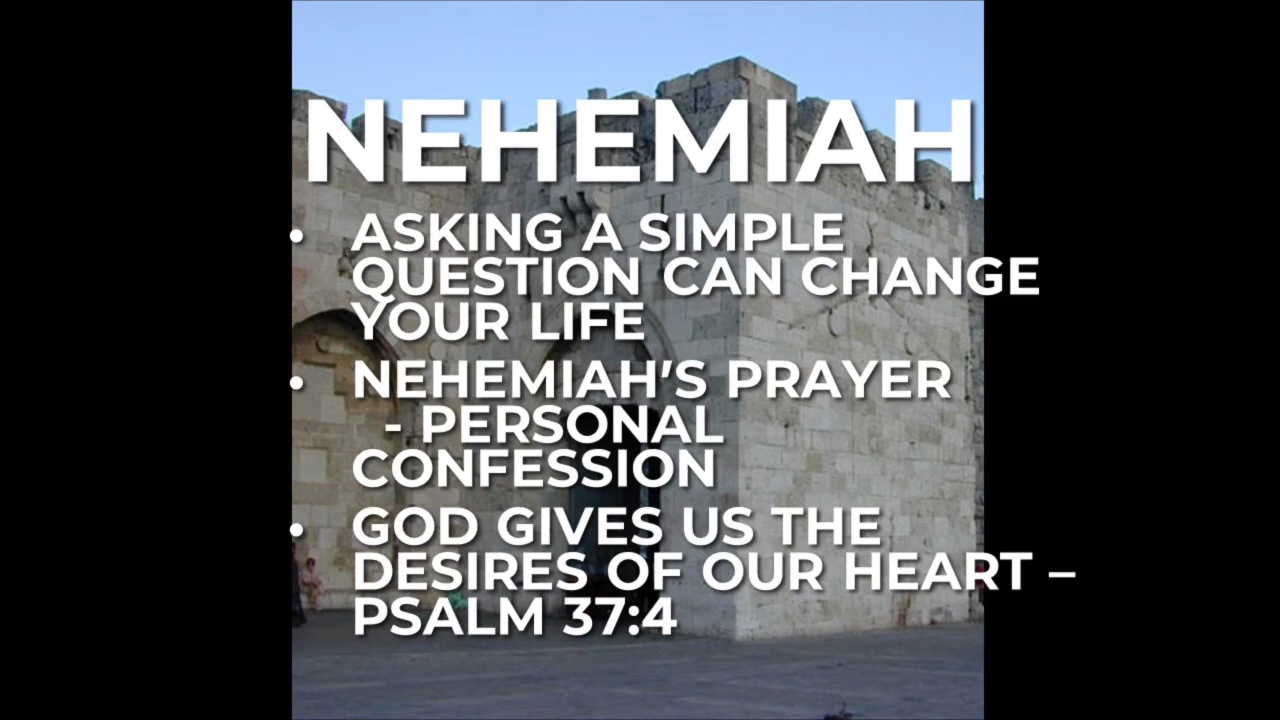 NEHEMIAH
• ASKING A SIMPLE
QUESTION CAN CHANGE
YOUR LIFE
• NEHEMIAH'S PRAYER
- PERSONAL
CONFESSION
• GOD GIVES US THE
DESIRES OF OUR HEART –
PSALM 37:4